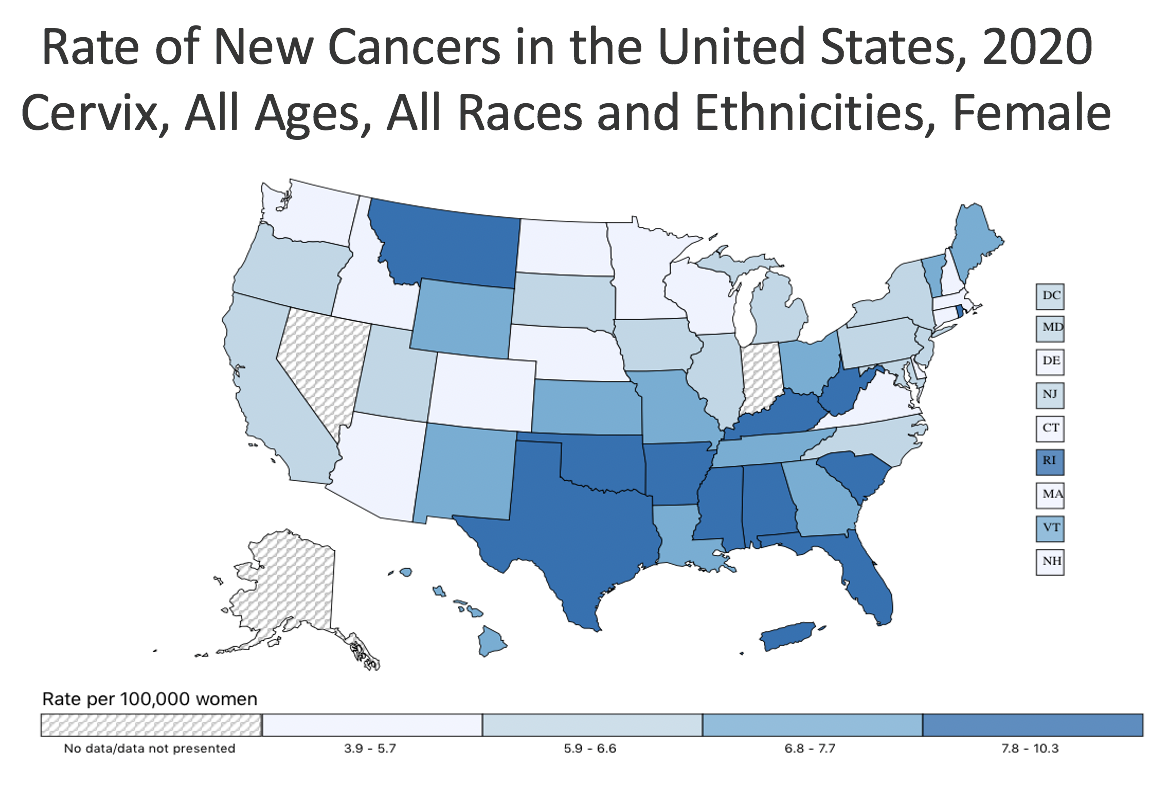 Rate of New Cancers in the United States, 2020
Cervix, All Ages, All Races and Ethnicities, Female
DC
MD
DE
NJ
CT
RI
MA
VT
NH
Rate per 100,000 women
No data/data not presented
3.9 - 5.7
5.9 - 6.6
6.8 - 7.7
7.8 - 10.3